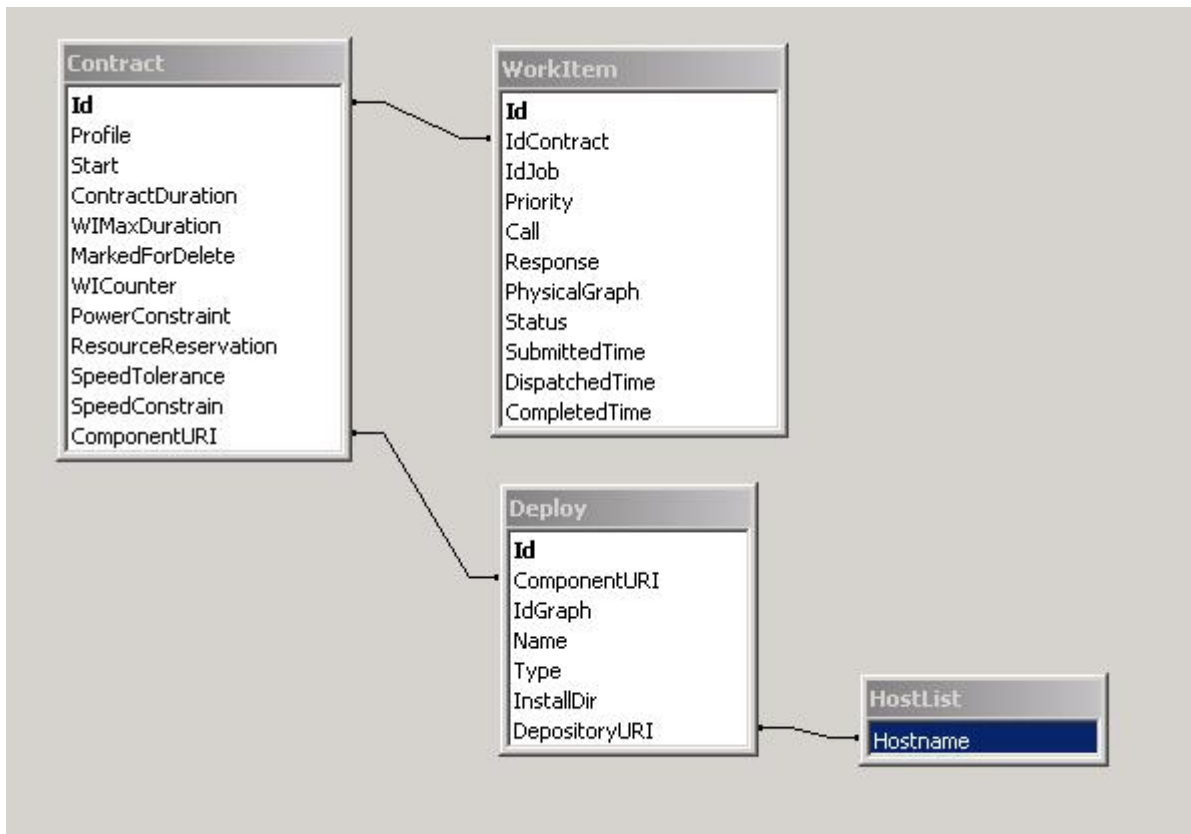 Contract
Id
Profile
Start
ContractDuration
WIMaxDuration
MarkedForDelete
WICounter
PowerConstraint
ResourceReservation
SpeedTolerance
SpeedConstrain
ComponentURI
WorkItem
Id
IdContract
IdJob
Priority
Call
Response
PhysicalGraph
Status
SubmittedTime
DispatchedTime
CompletedTime
Deploy
Id
ComponentURI
IdGraph
Name
Type
InstallDir
DepositoryURI
HostList
Hostname